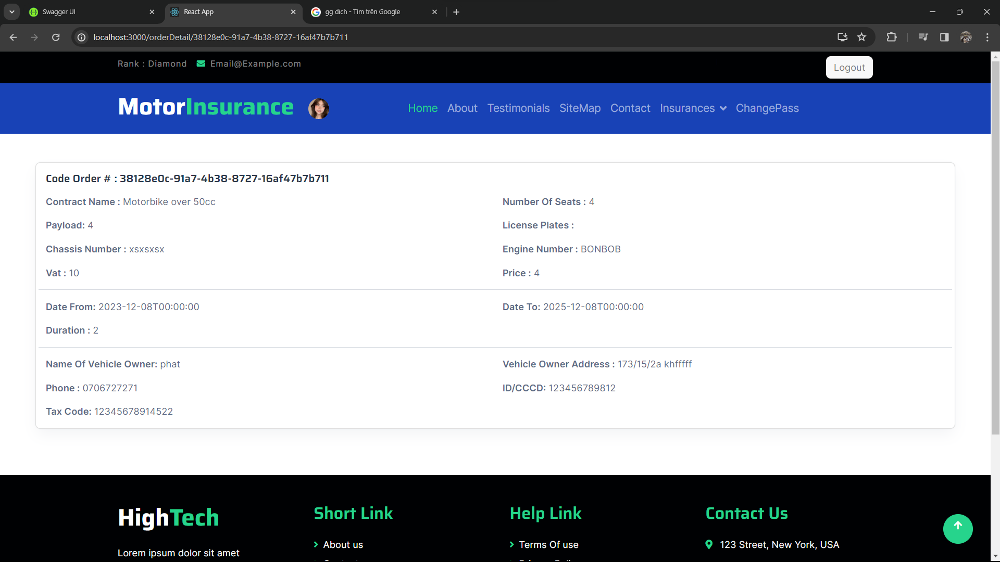 Swagger UI
React App
gg dich - Tìm trên Google
localhost:3000/orderDetail/38128e0c-91a7-4b38-8727-16af47b7b711
Rank : Diamond Email@Example.com
Logout
MotorInsurance
Home About Testimonials SiteMap Contact Insurances ChangePass
Code Order # : 38128e0c-91a7-4b38-8727-16af47b7b711
Contract Name : Motorbike over 50cc
Number Of Seats : 4
Payload: 4
License Plates :
Chassis Number : xsxsxsx
Engine Number : BONBOB
Vat : 10
Price : 4
Date From: 2023-12-08T00:00:00
Date To: 2025-12-08T00:00:00
Duration : 2
Name Of Vehicle Owner: phat
Vehicle Owner Address : 173/15/2a khfffff
Phone : 0706727271
ID/CCCD: 123456789812
Tax Code: 12345678914522
HighTech
Short Link
Help Link
Contact Us
About us
Terms Of use
123 Street, New York, USA
Lorem ipsum dolor sit amet